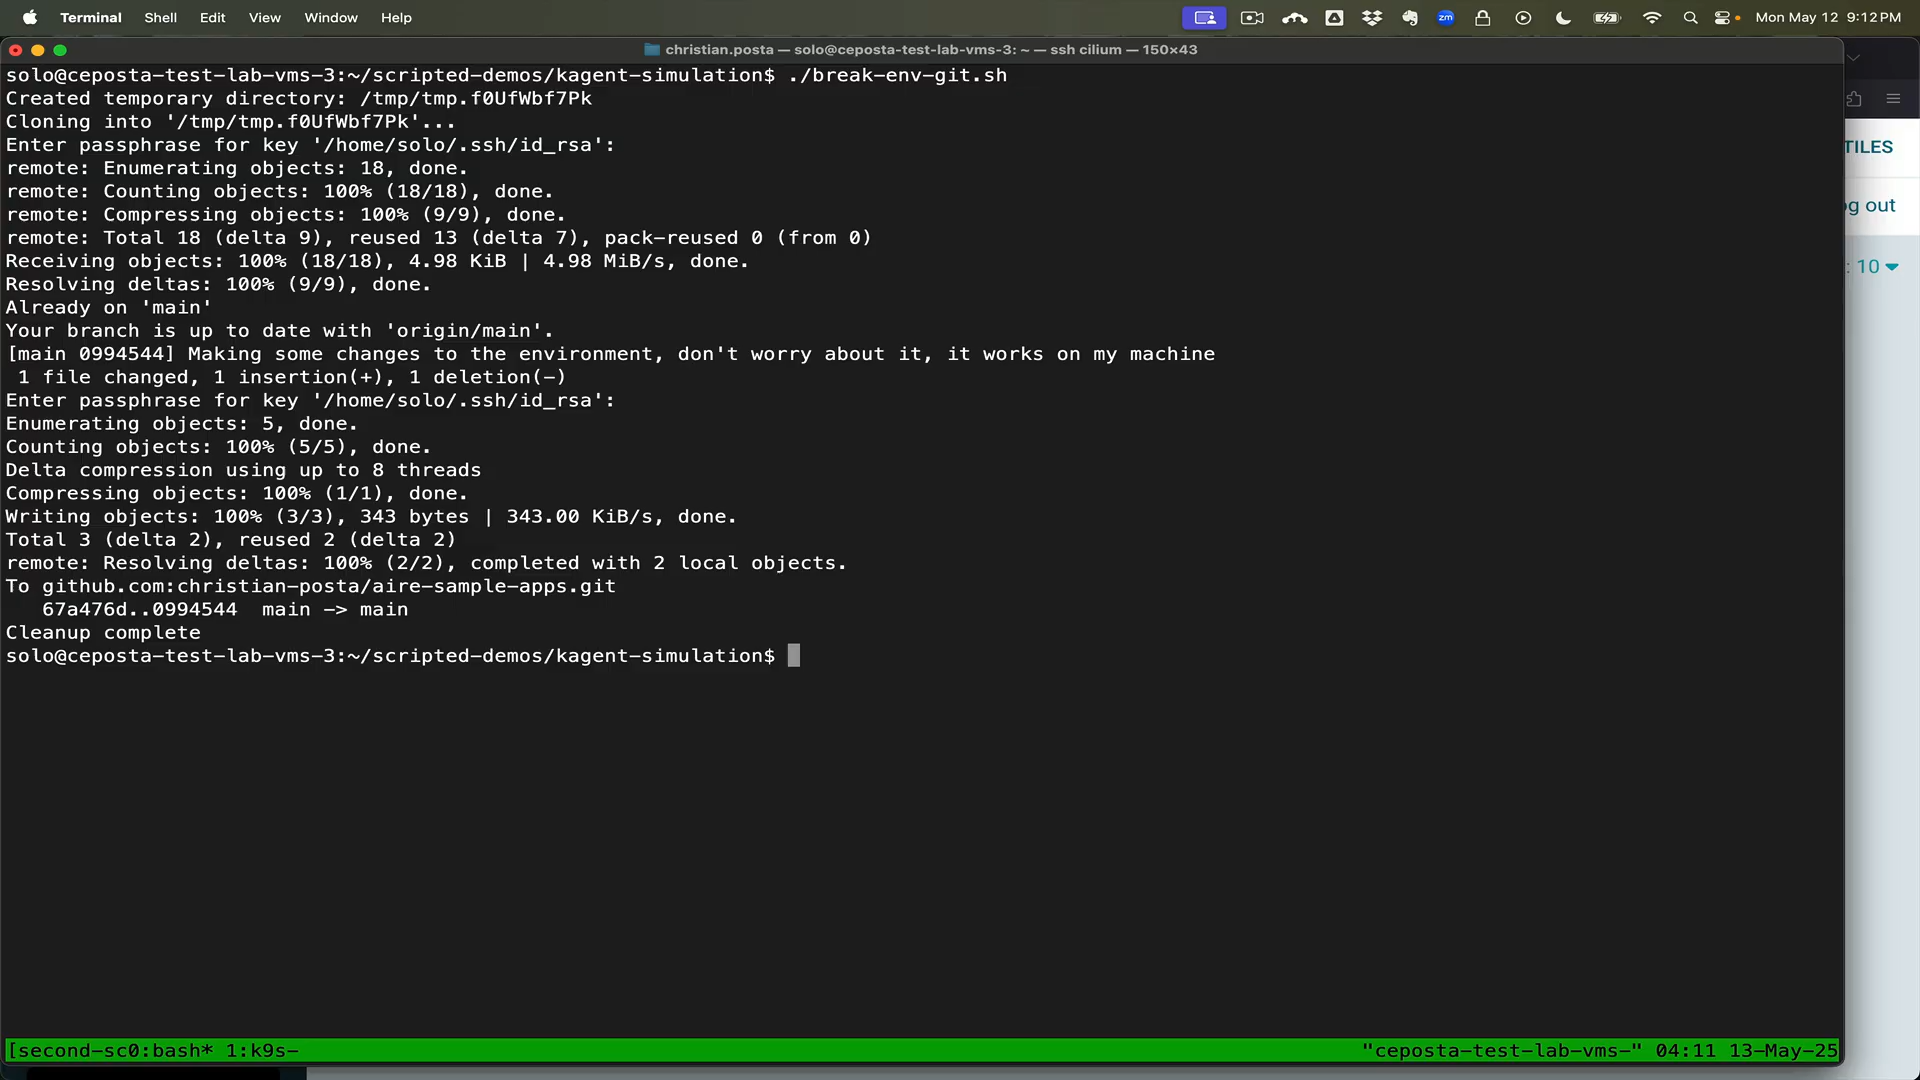 Terminal Shell Edit View Window Help zm Mon May 12 9:12 PM
christian.posta — solo@ceposta-test-lab-vms-3: ~ — ssh cilium — 150×43
solo@ceposta-test-lab-vms-3:~/scripted-demos/kagent-simulation$ ./break-env-git.sh
Created temporary directory: /tmp/tmp.f0UfWbf7Pk
Cloning into '/tmp/tmp.f0UfWbf7Pk'...
Enter passphrase for key '/home/solo/.ssh/id_rsa':
remote: Enumerating objects: 18, done.
remote: Counting objects: 100% (18/18), done.
remote: Compressing objects: 100% (9/9), done.
remote: Total 18 (delta 9), reused 13 (delta 7), pack-reused 0 (from 0)
Receiving objects: 100% (18/18), 4.98 KiB | 4.98 MiB/s, done.
Resolving deltas: 100% (9/9), done.
Already on 'main'
Your branch is up to date with 'origin/main'.
[main 0994544] Making some changes to the environment, don't worry about it, it works on my machine
 1 file changed, 1 insertion(+), 1 deletion(-)
Enter passphrase for key '/home/solo/.ssh/id_rsa':
Enumerating objects: 5, done.
Counting objects: 100% (5/5), done.
Delta compression using up to 8 threads
Compressing objects: 100% (1/1), done.
Writing objects: 100% (3/3), 343 bytes | 343.00 KiB/s, done.
Total 3 (delta 2), reused 2 (delta 2)
remote: Resolving deltas: 100% (2/2), completed with 2 local objects.
To github.com:christian-posta/aire-sample-apps.git
   67a476d..0994544  main -> main
Cleanup complete
solo@ceposta-test-lab-vms-3:~/scripted-demos/kagent-simulation$
[second-sc0:bash* 1:k9s- "ceposta-test-lab-vms-" 04:11 13-May-25
TILES
og out
: 10